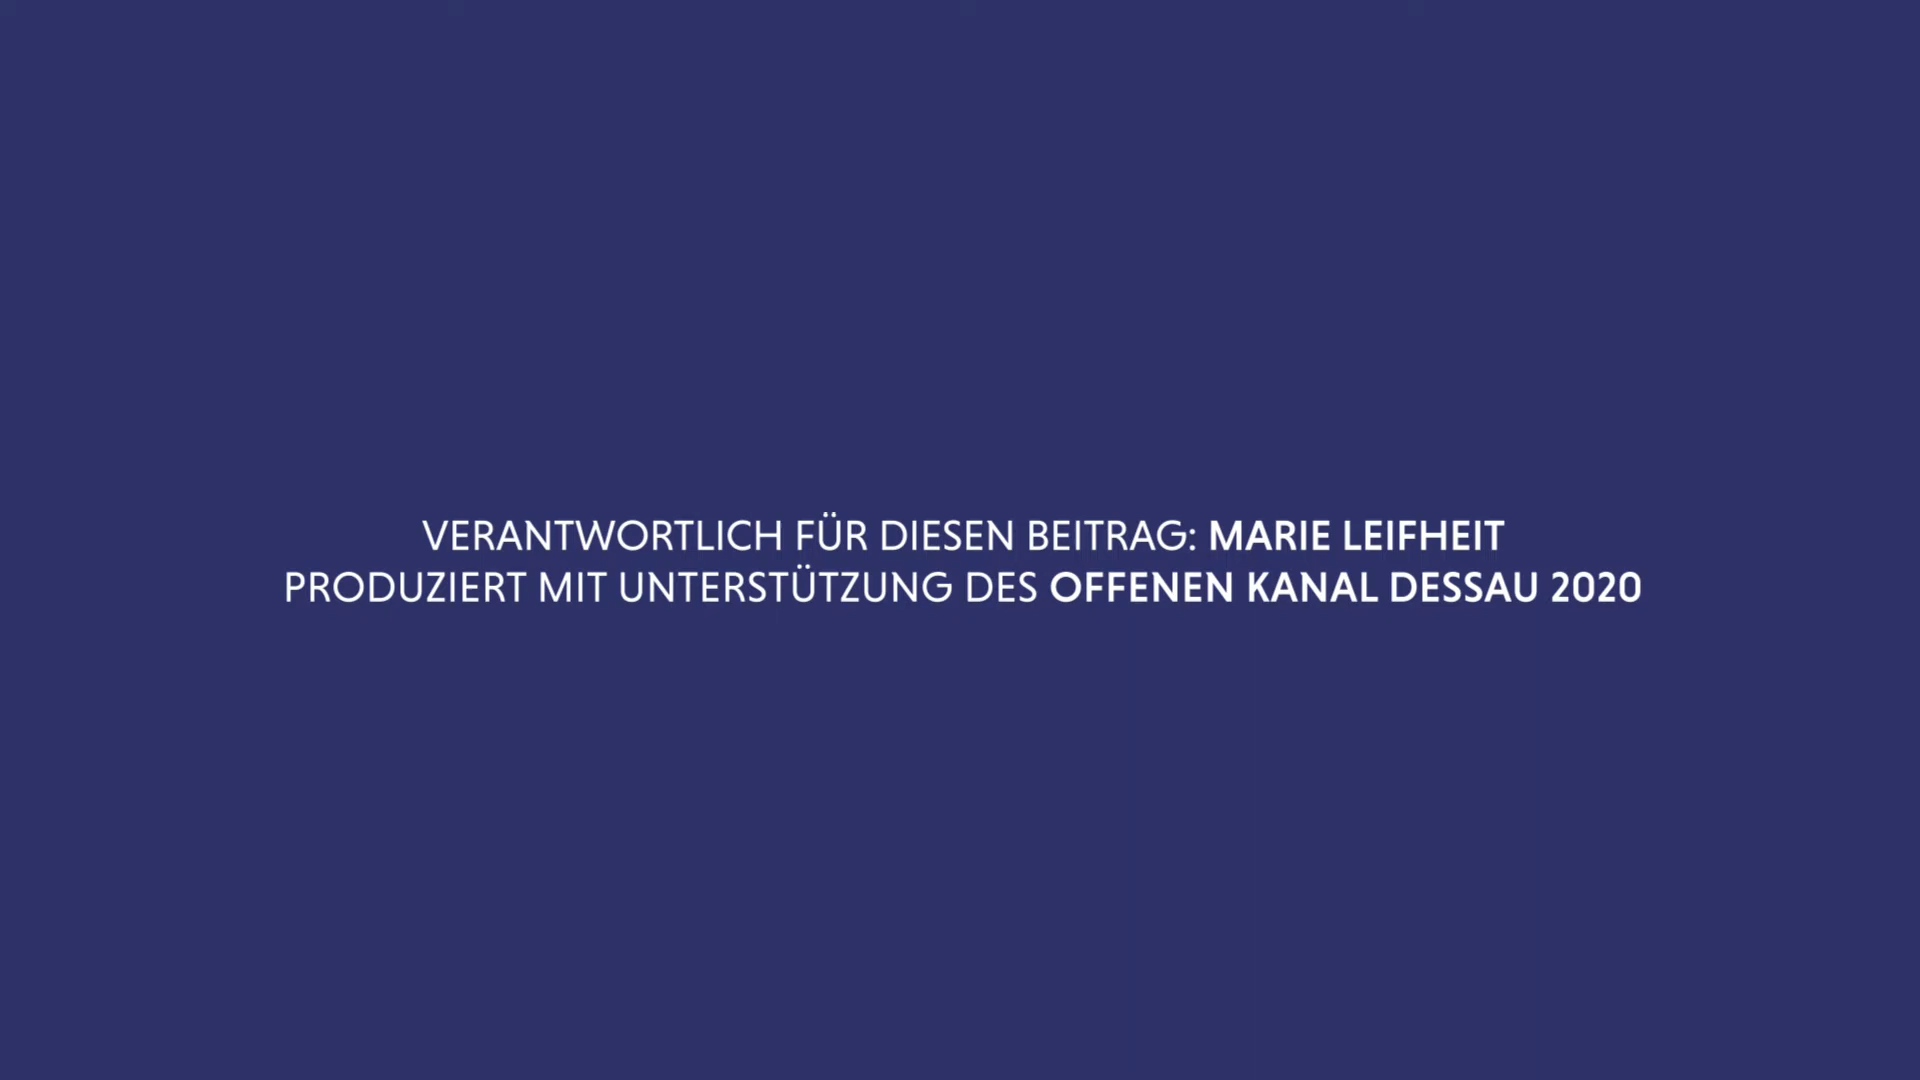 VERANTWORTLICH FÜR DIESEN BEITRAG: MARIE LEIFHEIT
PRODUZIERT MIT UNTERSTÜTZUNG DES OFFENEN KANAL DESSAU 2020